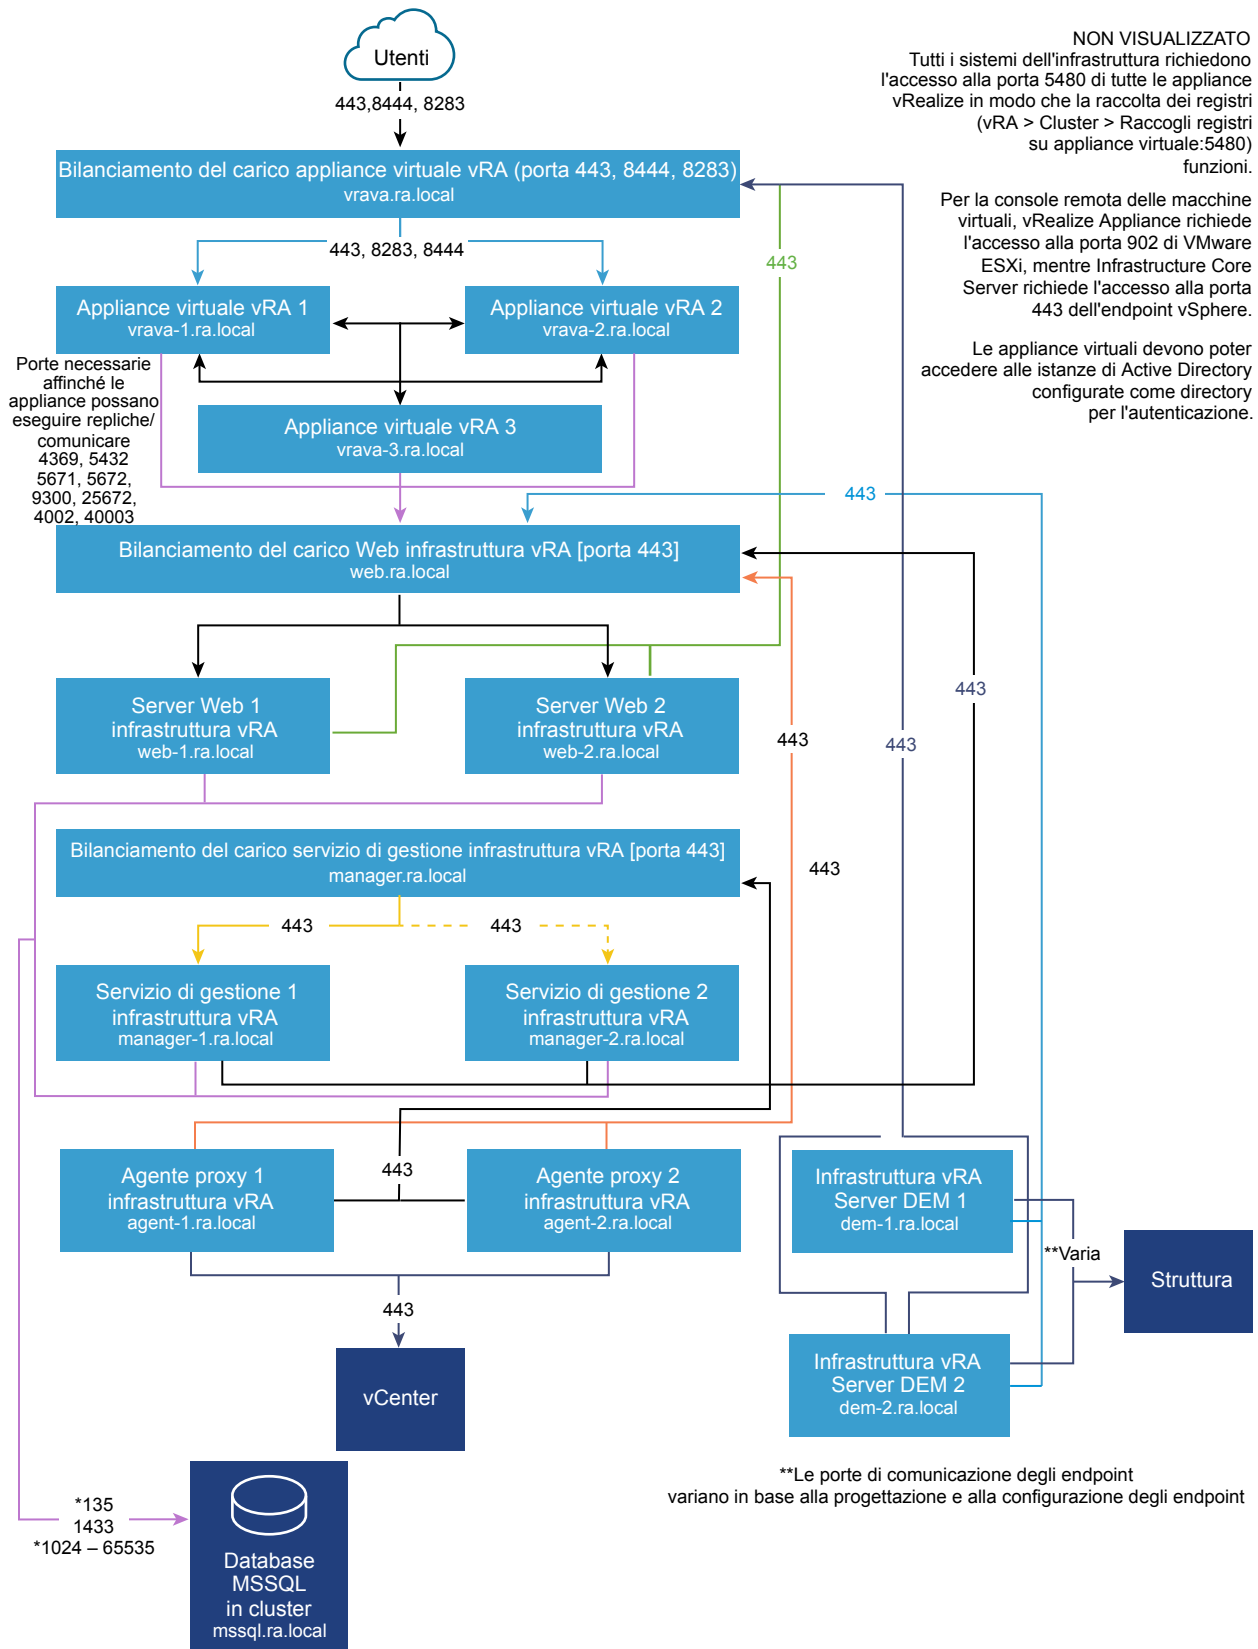 Utenti
443,8444, 8283
NON VISUALIZZATO
Tutti i sistemi dell'infrastruttura richiedono
l'accesso alla porta 5480 di tutte le appliance
vRealize in modo che la raccolta dei registri
(vRA > Cluster > Raccogli registri
su appliance virtuale:5480)
funzioni.
Per la console remota delle macchine
virtuali, vRealize Appliance richiede
l'accesso alla porta 902 di VMware
ESXi, mentre Infrastructure Core
Server richiede l'accesso alla porta
443 dell'endpoint vSphere.
Le appliance virtuali devono poter
accedere alle istanze di Active Directory
configurate come directory
per l'autenticazione.
Bilanciamento del carico appliance virtuale vRA (porta 443, 8444, 8283)
vrava.ra.local
443, 8283, 8444
443
Appliance virtuale vRA 1
vrava-1.ra.local
Appliance virtuale vRA 2
vrava-2.ra.local
Porte necessarie
affinché le
appliance possano
eseguire repliche/
comunicare
4369, 5432
5671, 5672,
9300, 25672,
4002, 40003
Appliance virtuale vRA 3
vrava-3.ra.local
443
Bilanciamento del carico Web infrastruttura vRA [porta 443]
web.ra.local
Server Web 1
infrastruttura vRA
web-1.ra.local
Server Web 2
infrastruttura vRA
web-2.ra.local
443
443
443
Bilanciamento del carico servizio di gestione infrastruttura vRA [porta 443]
manager.ra.local
443
443
443
Servizio di gestione 1
infrastruttura vRA
manager-1.ra.local
Servizio di gestione 2
infrastruttura vRA
manager-2.ra.local
Agente proxy 1
infrastruttura vRA
agent-1.ra.local
443
Agente proxy 2
infrastruttura vRA
agent-2.ra.local
Infrastruttura vRA
Server DEM 1
dem-1.ra.local
**Varia
Struttura
443
vCenter
Infrastruttura vRA
Server DEM 2
dem-2.ra.local
**Le porte di comunicazione degli endpoint
variano in base alla progettazione e alla configurazione degli endpoint
*135
1433
*1024 – 65535
Database
MSSQL
in cluster
mssql.ra.local